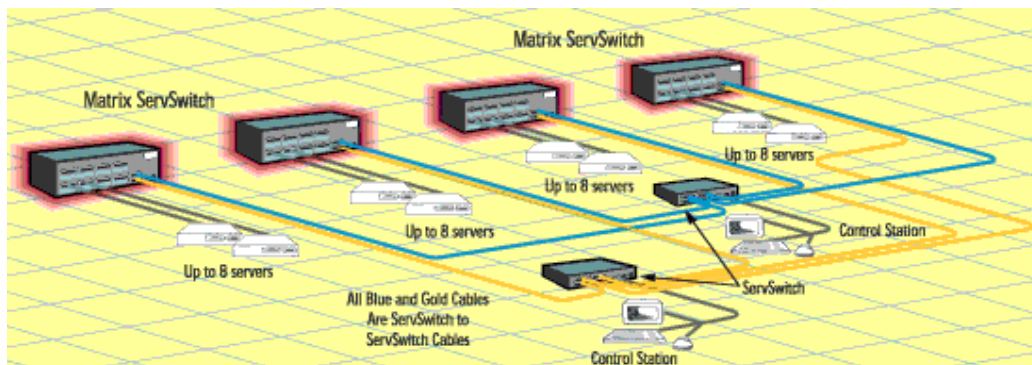 Matrix ServSwitch
Matrix ServSwitch
Up to 8 servers
Up to 8 servers
Up to 8 servers
Up to 8 servers
Control Station
ServSwitch
All Blue and Gold Cables
Are ServSwitch to
ServSwitch Cables
Control Station